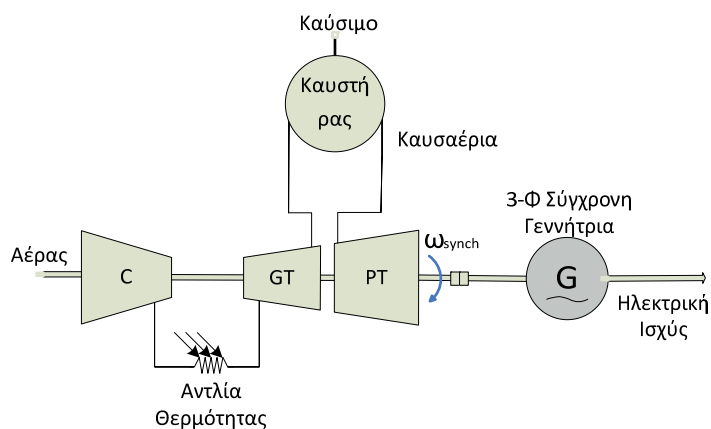 Καύσιμο
Καυστή
ρας
Καυσαέρια
3-Φ Σύγχρονη
Γεννήτρια
Αέρας
C
GT
PT
ωsynch
G
Ηλεκτρική
Ισχύς
Αντλία
Θερμότητας